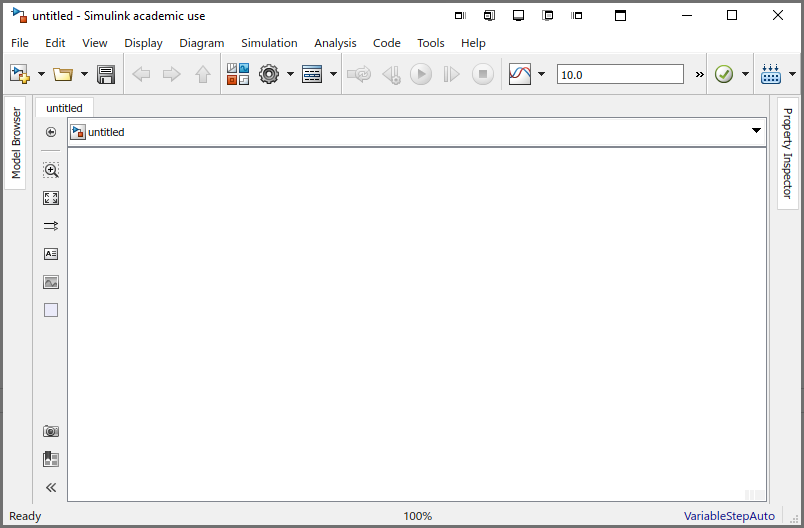 untitled - Simulink academic use
File Edit View Display Diagram Simulation Analysis Code Tools Help
10.0
»
untitled
Model Browser
untitled
Property Inspector
Ready
100%
VariableStepAuto